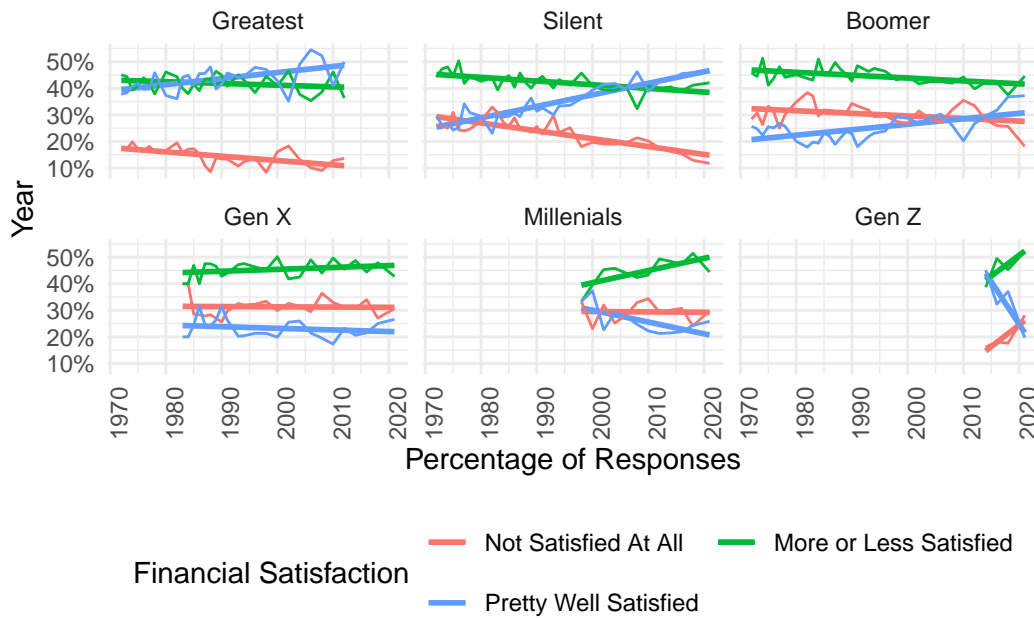 Greatest Silent Boomer
50%
40%
30%
20%
10%
Year
Gen X Millenials Gen Z
50%
40%
30%
20%
10%
1970 1980 1990 2000 2010 2020 1970 1980 1990 2000 2010 2020 1970 1980 1990 2000 2010 2020
Percentage of Responses
Financial Satisfaction
Not Satisfied At All More or Less Satisfied
Pretty Well Satisfied